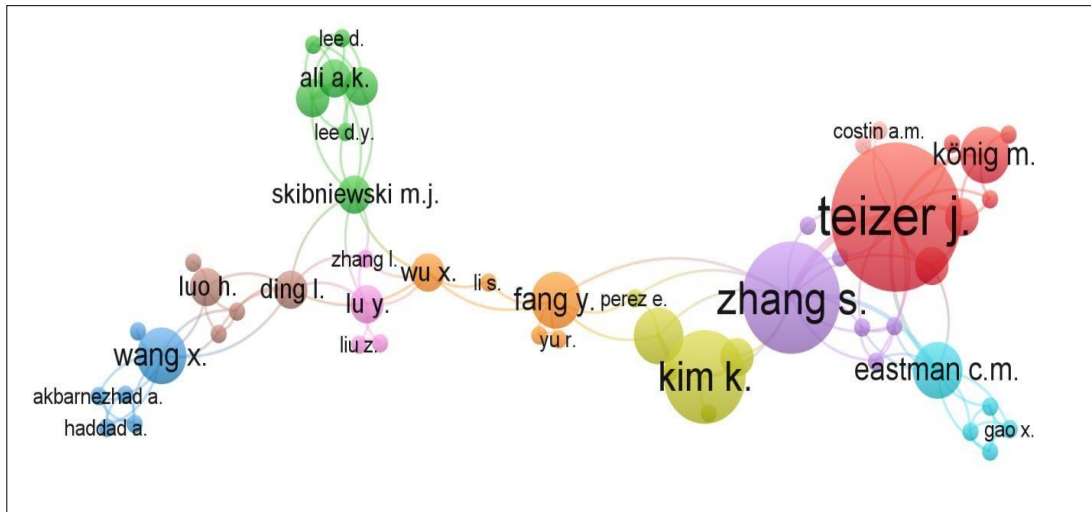 lee d.
ali a.k.
lee d.y.
costin a.m.
könig m.
skibniewski m.j.
teizer j.
zhang l.
wu x.
luo h.
ding l.
li s.
lu y.
fang y.
perez e.
zhang s.
liu z.
yu r.
wang x.
kim k.
eastman c.m.
akbarnezhad a.
haddad a.
gao x.